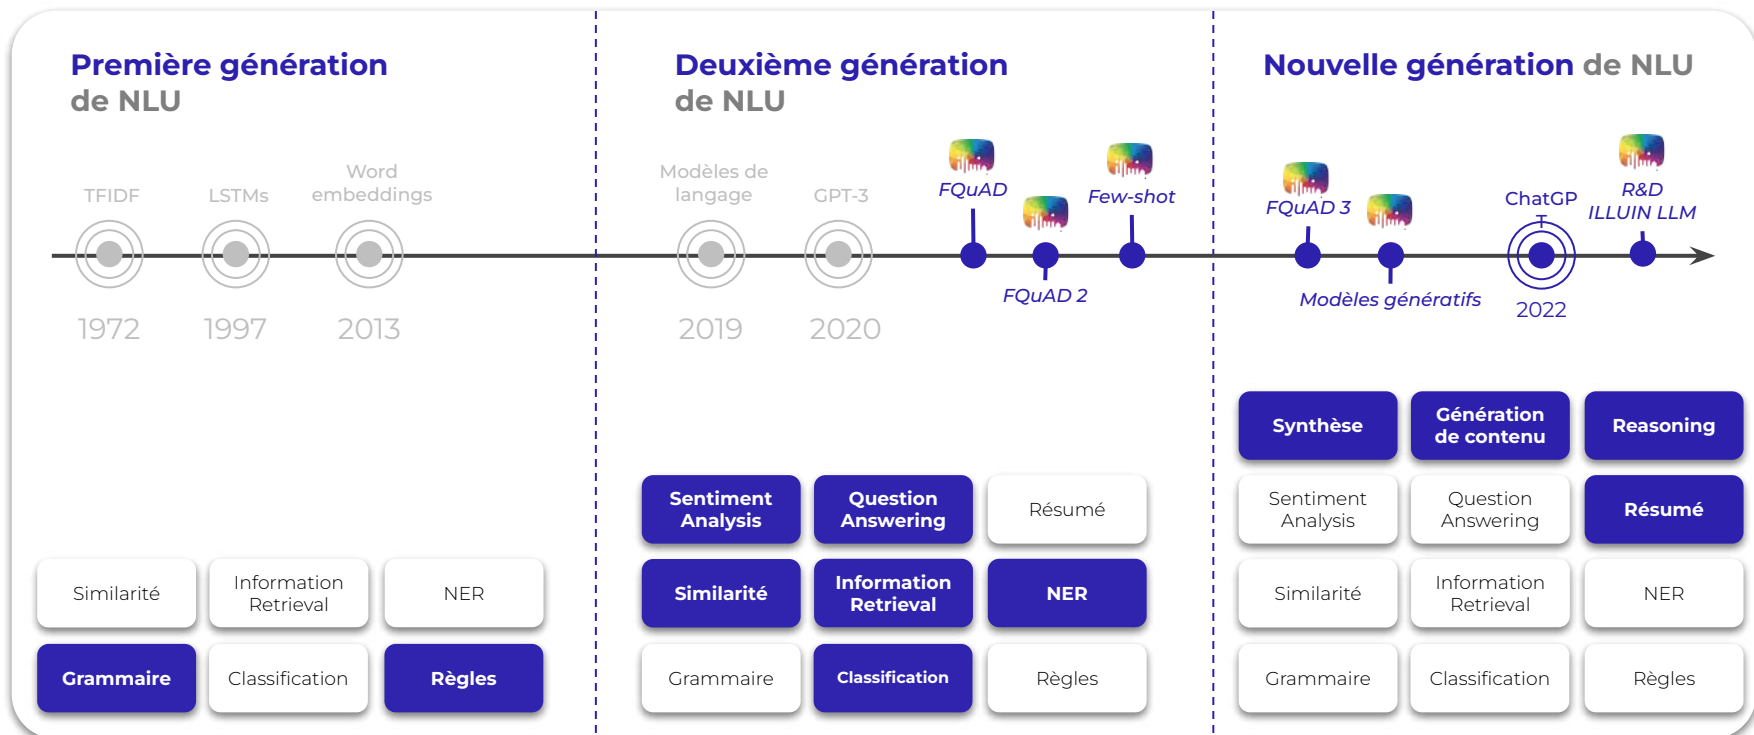 Première génération
de NLU
TFIDF
LSTMs
Word
embeddings
1972
1997
2013
Similarité
Information
Retrieval
NER
Grammaire
Classification
Règles
Deuxième génération
de NLU
Modèles de
langage
GPT-3
FQuAD
FQuAD 2
Few-shot
2019
2020
Sentiment
Analysis
Question
Answering
Résumé
Similarité
Information
Retrieval
NER
Grammaire
Classification
Règles
Nouvelle génération de NLU
FQuAD 3
Modèles génératifs
ChatGP
T
2022
R&D
ILLUIN LLM
Synthèse
Génération
de contenu
Reasoning
Sentiment
Analysis
Question
Answering
Résumé
Similarité
Information
Retrieval
NER
Grammaire
Classification
Règles